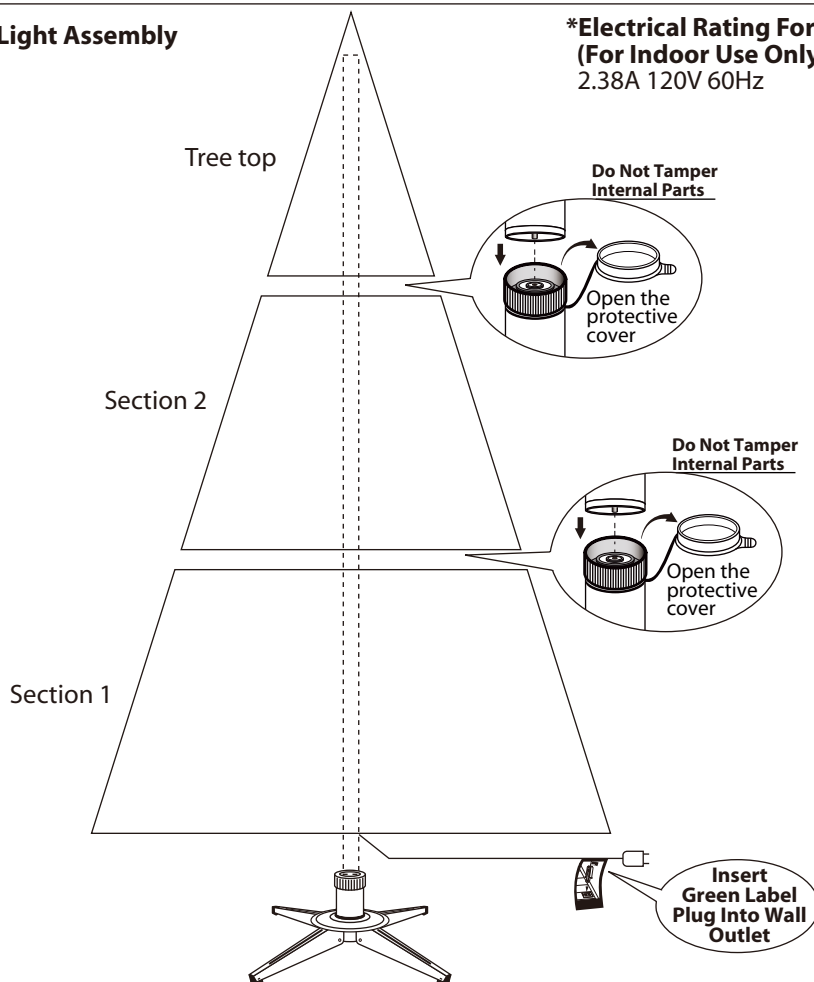 Light Assembly
*Electrical Rating For
(For Indoor Use Only
2.38A 120V 60Hz
Tree top
Do Not Tamper
Internal Parts
Open the
protective
cover
Section 2
Do Not Tamper
Internal Parts
Open the
protective
cover
Section 1
Insert
Green Label
Plug Into Wall
Outlet